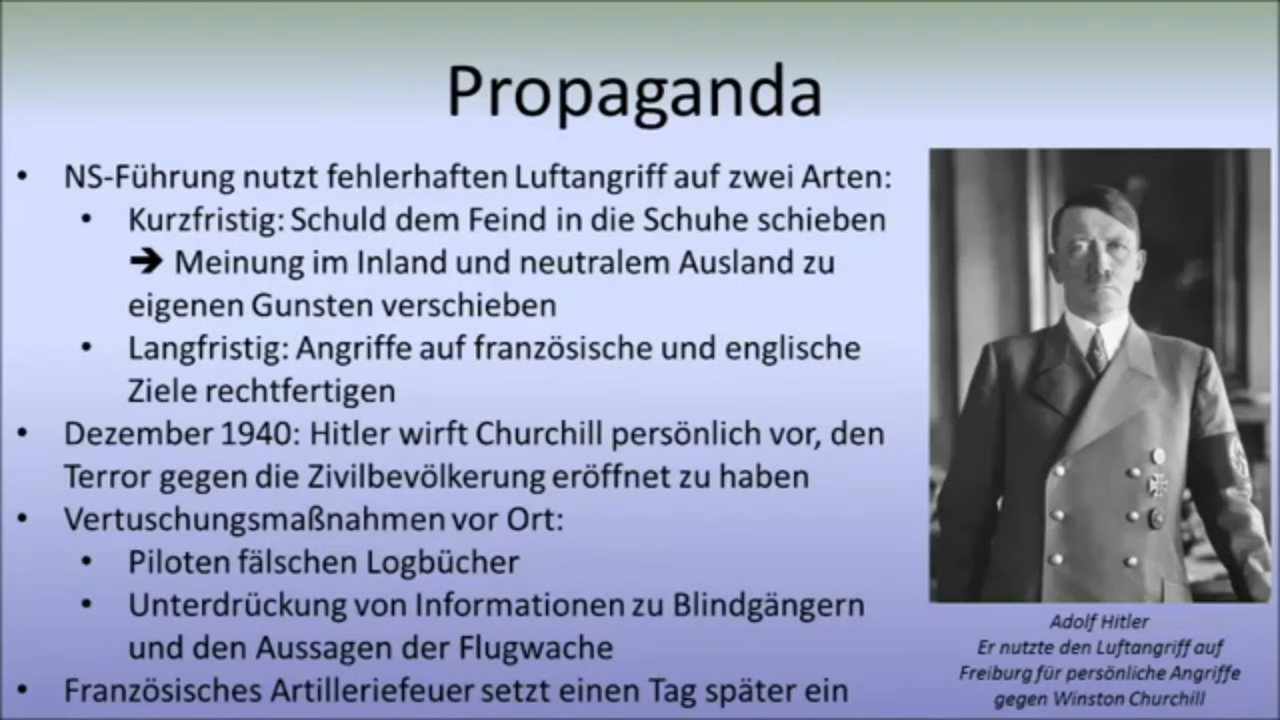 Propaganda
• NS-Führung nutzt fehlerhaften Luftangriff auf zwei Arten:
• Kurzfristig: Schuld dem Feind in die Schuhe schieben
➔ Meinung im Inland und neutralem Ausland zu
eigenen Gunsten verschieben
• Langfristig: Angriffe auf französische und englische
Ziele rechtfertigen
• Dezember 1940: Hitler wirft Churchill persönlich vor, den
Terror gegen die Zivilbevölkerung eröffnet zu haben
• Vertuschungsmaßnahmen vor Ort:
• Piloten fälschen Logbücher
• Unterdrückung von Informationen zu Blindgängern
und den Aussagen der Flugwache
• Französisches Artilleriefeuer setzt einen Tag später ein
Adolf Hitler
Er nutzte den Luftangriff auf
Freiburg für persönliche Angriffe
gegen Winston Churchill